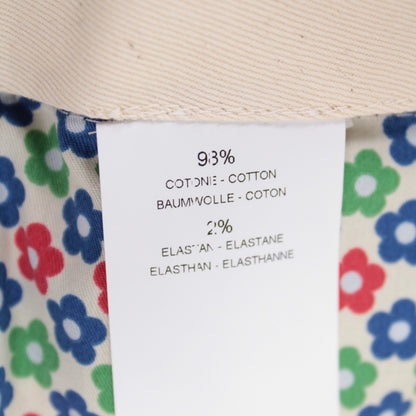 98%
COTONE - COTTON
BAUMWOLLE - COTON
2%
ELASTAN - ELASTANE
ELASTHAN - ELASTHANNE